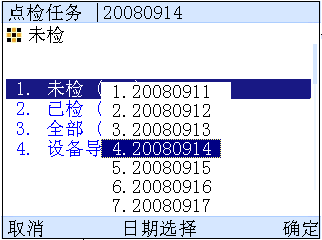 点检任务 20080914
未检
1. 未检 (
2. 已检 (
3. 全部 (
4. 设备导
1.20080911
2.20080912
3.20080913
4.20080914
5.20080915
6.20080916
7.20080917
取消 日期选择 确定